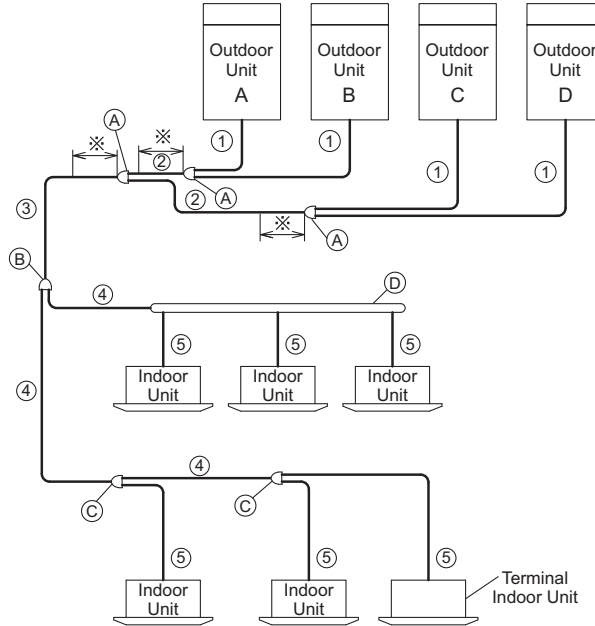 Outdoor
Unit
A
Outdoor
Unit
B
Outdoor
Unit
C
Outdoor
Unit
D
① ① ① ①
Ⓐ ※ ※
② Ⓐ
② ※ Ⓐ
③
Ⓑ
④ Ⓓ
⑤ ⑤ ⑤
Indoor
Unit
Indoor
Unit
Indoor
Unit
④
④
Ⓒ Ⓒ
⑤ ⑤ ⑤
Indoor
Unit
Indoor
Unit
Terminal
Indoor Unit